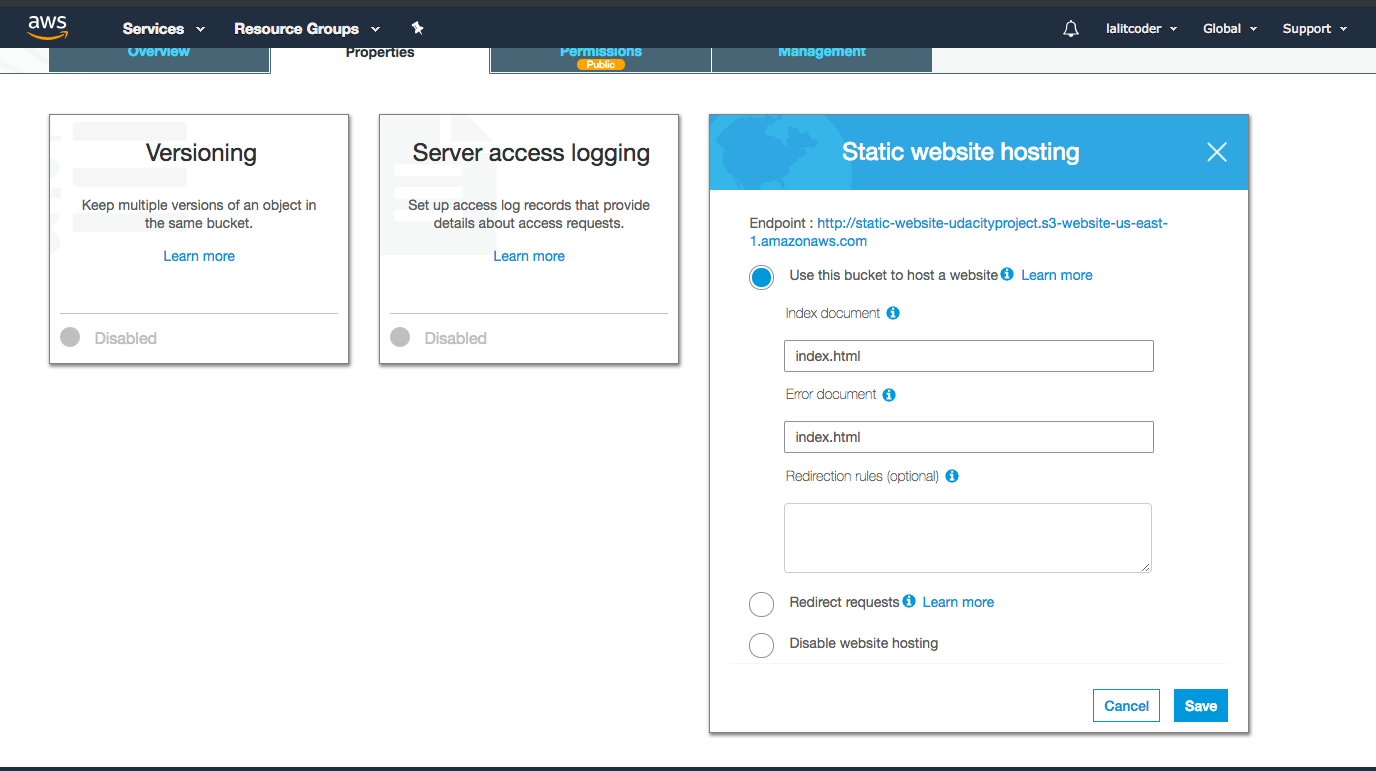 aws Services Resource Groups lalitcoder Global Support
Overview Properties Permissions Management
Public
Versioning
Keep multiple versions of an object in
the same bucket.
Learn more
Disabled
Server access logging
Set up access log records that provide
details about access requests.
Learn more
Disabled
Static website hosting
Endpoint : http://static-website-udacityproject.s3-website-us-east-
1.amazonaws.com
Use this bucket to host a website Learn more
Index document
index.html
Error document
index.html
Redirection rules (optional)
Redirect requests Learn more
Disable website hosting
Cancel Save